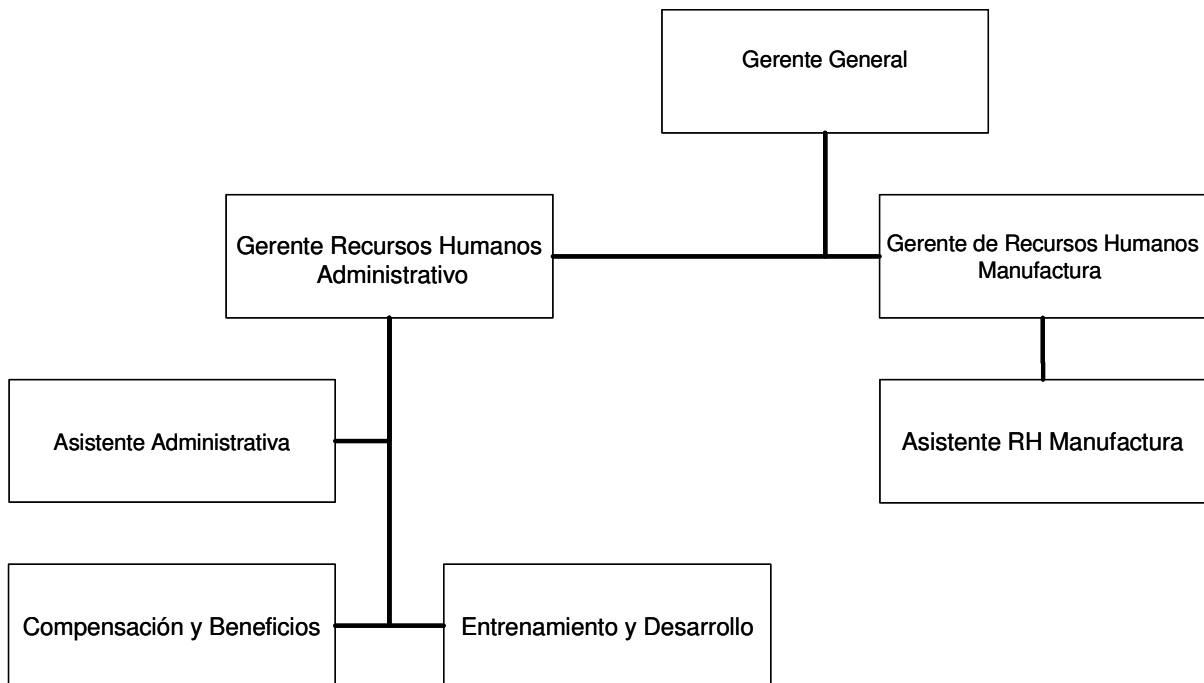 Gerente General
Gerente Recursos Humanos
Administrativo
Gerente de Recursos Humanos
Manufactura
Asistente Administrativa
Asistente RH Manufactura
Compensación y Beneficios
Entrenamiento y Desarrollo